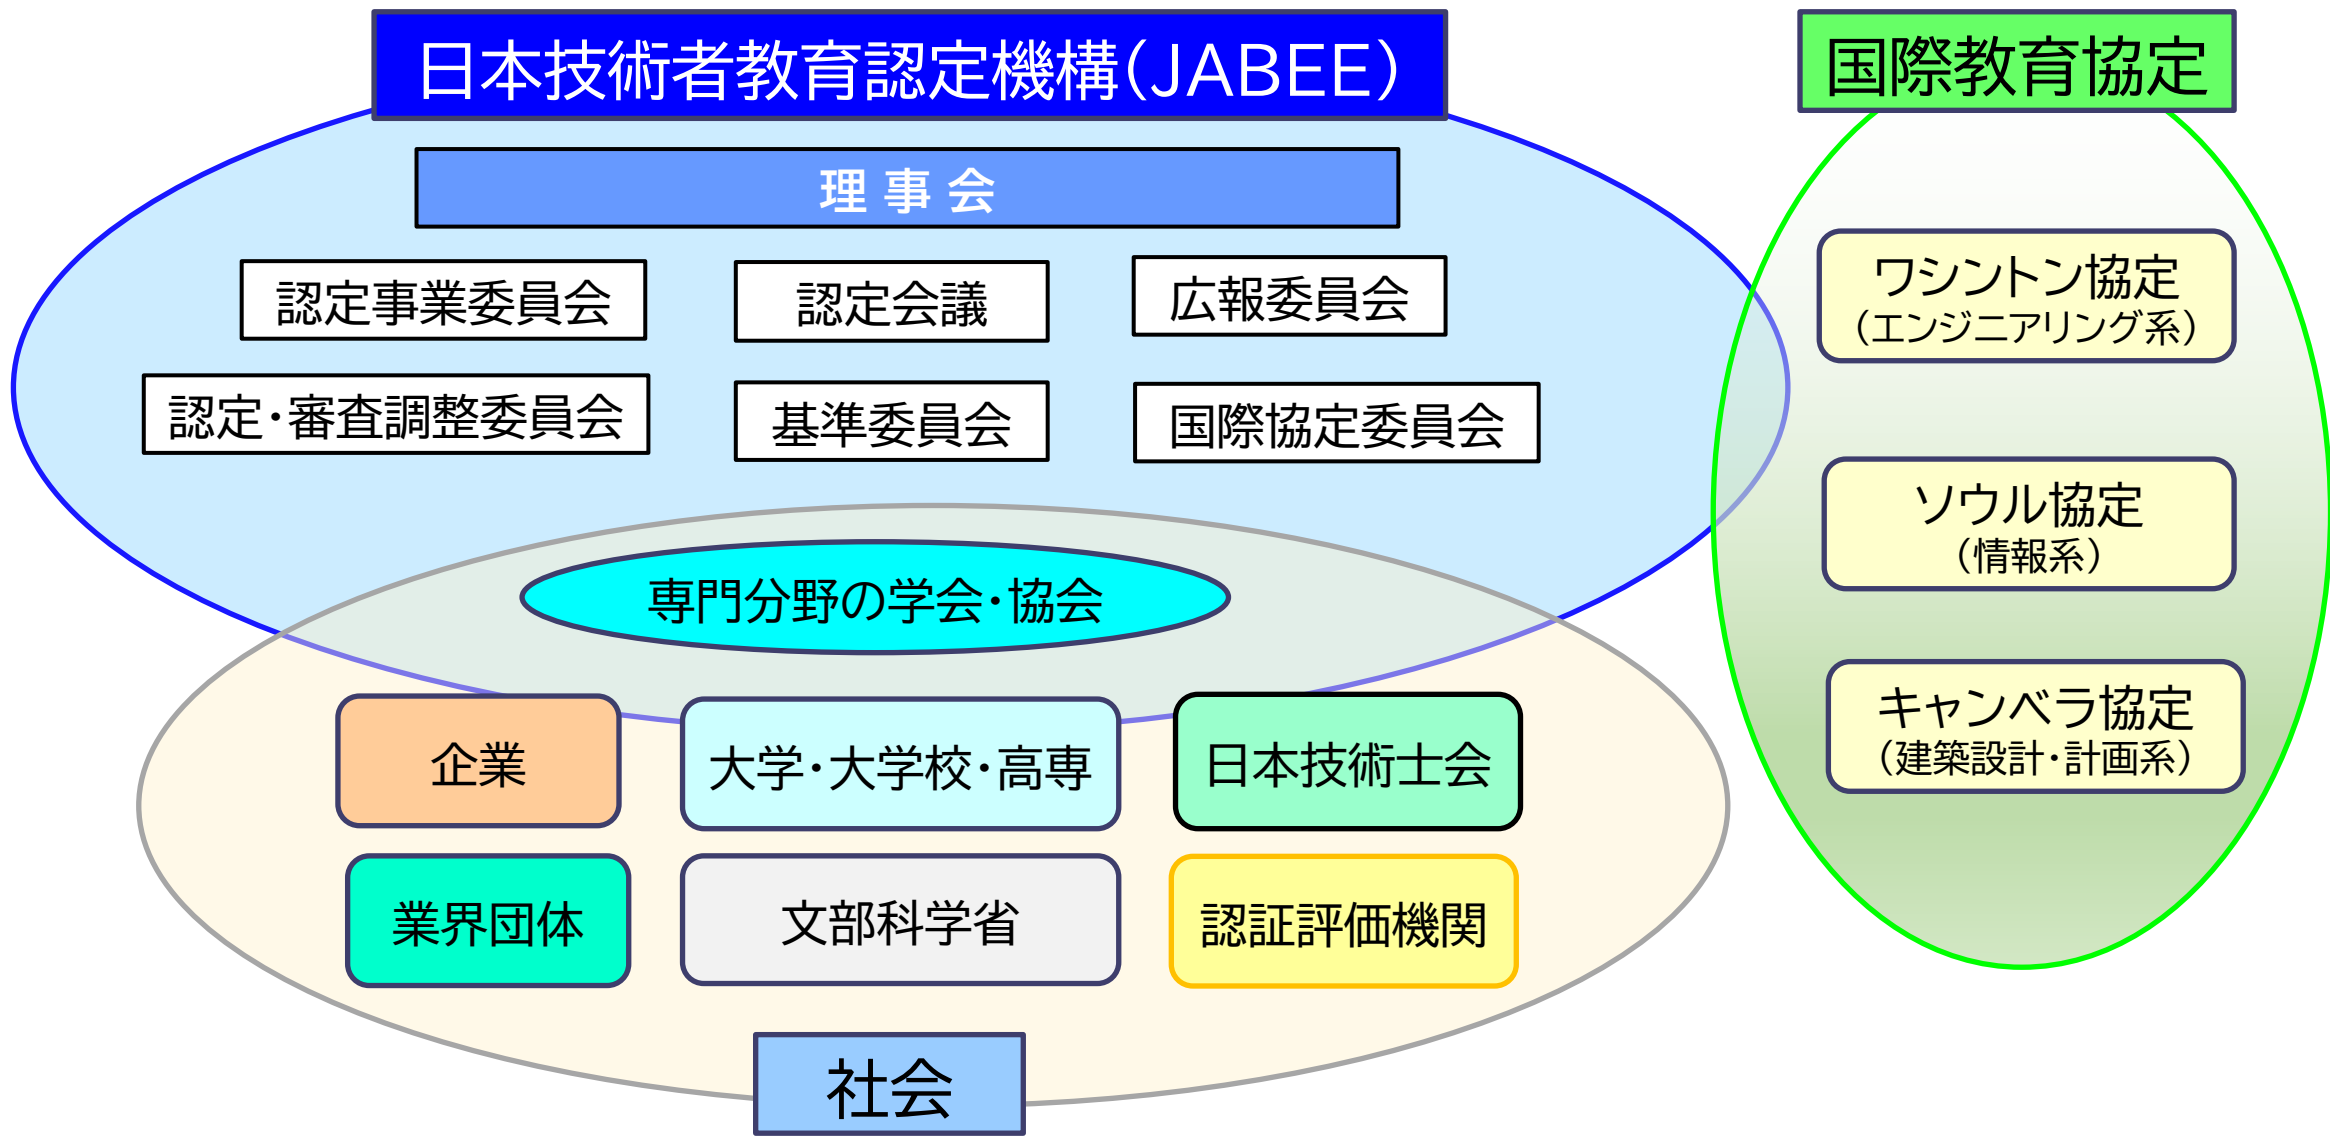 日本技術者教育認定機構（JABEE）
国際教育協定
理 事 会
認定事業委員会
認定会議
広報委員会
認定・審査調整委員会
基準委員会
国際協定委員会
専門分野の学会・協会
企業
大学・大学校・高専
日本技術士会
業界団体
文部科学省
認証評価機関
社会
ワシントン協定
（エンジニアリング系）
ソウル協定
（情報系）
キャンベラ協定
（建築設計・計画系）